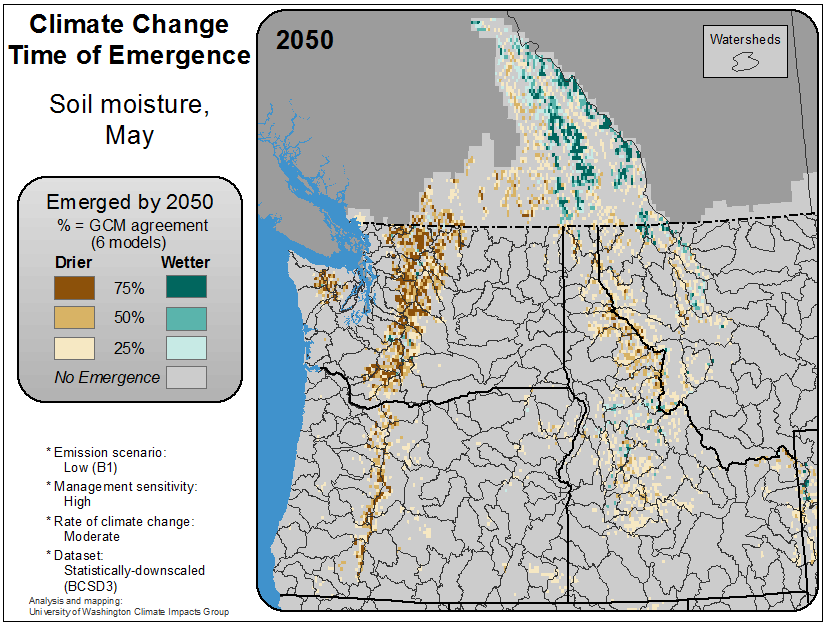 Climate Change
Time of Emergence
Soil moisture,
May
Emerged by 2050
% = GCM agreement
(6 models)
Drier
Wetter
75%
50%
25%
No Emergence
* Emission scenario:
Low (B1)
* Management sensitivity:
High
* Rate of climate change:
Moderate
* Dataset:
Statistically-downscaled
(BCSD3)
Analysis and mapping:
University of Washington Climate Impacts Group
2050
Watersheds